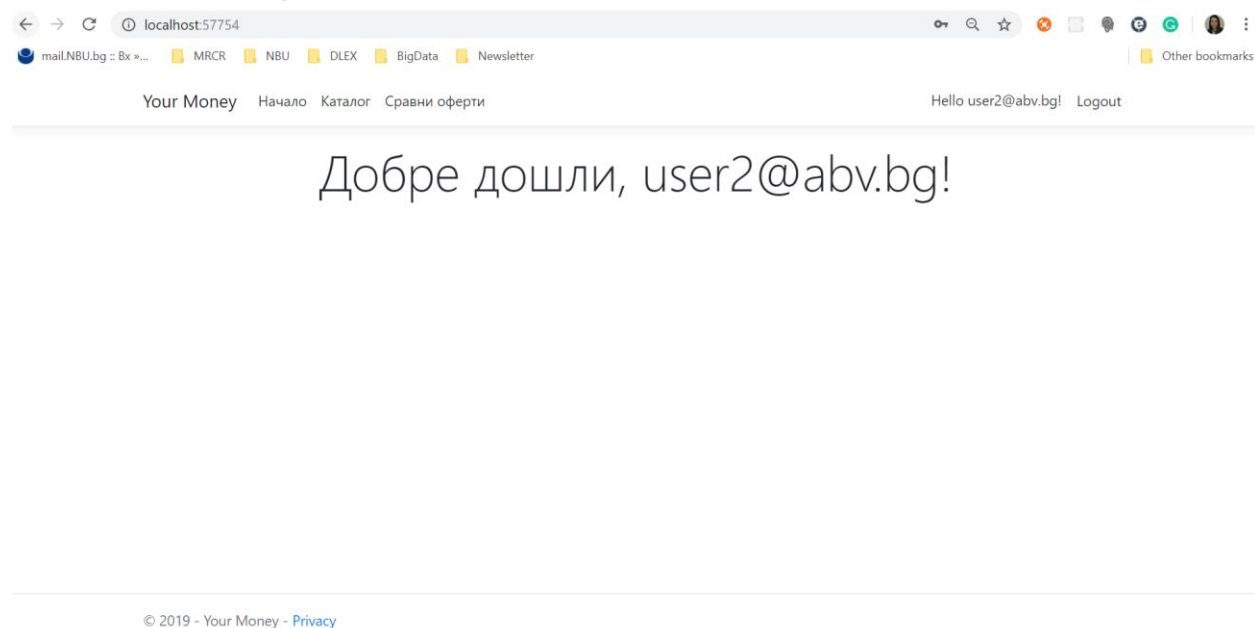 localhost:57754
mail.NBU.bg :: Вх »... MRCR NBU DLEX BigData Newsletter Other bookmarks
Your Money Начало Каталог Сравни оферти Hello user2@abv.bg! Logout
Добре дошли, user2@abv.bg!
© 2019 - Your Money - Privacy